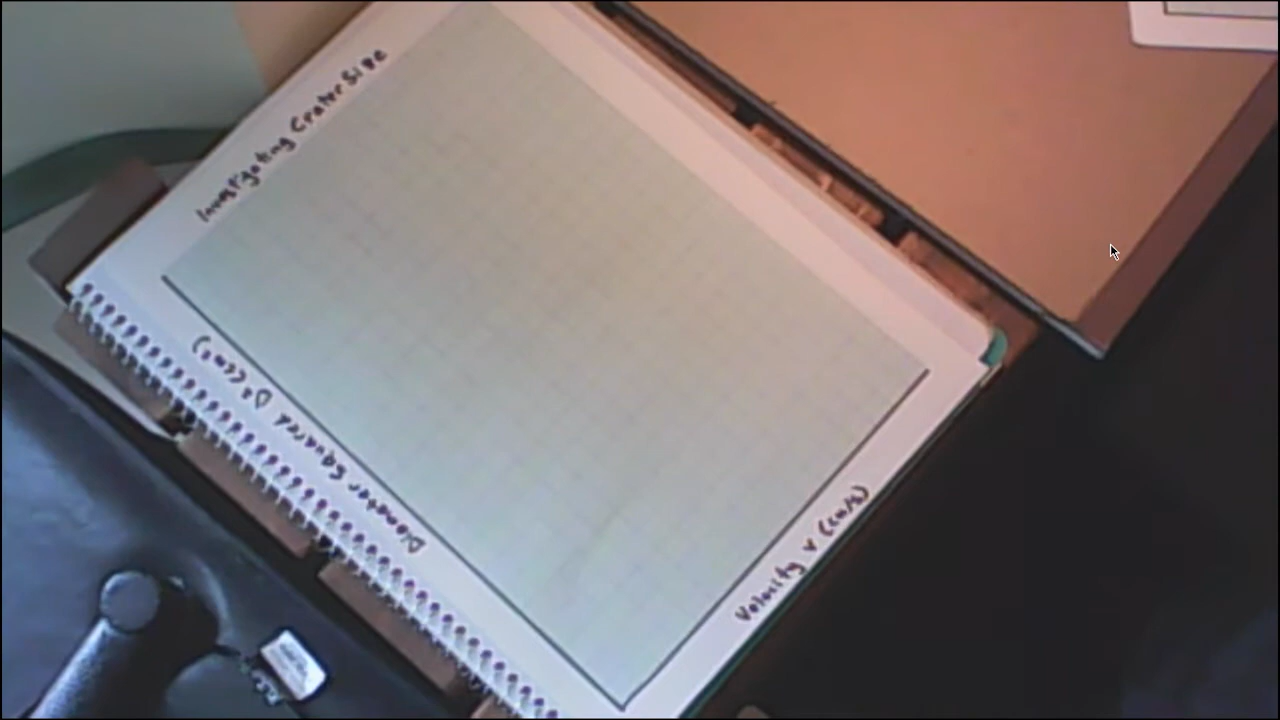 Investigating Crater Size
Diameter Squared D² (cm²)
Velocity v (cm/s)